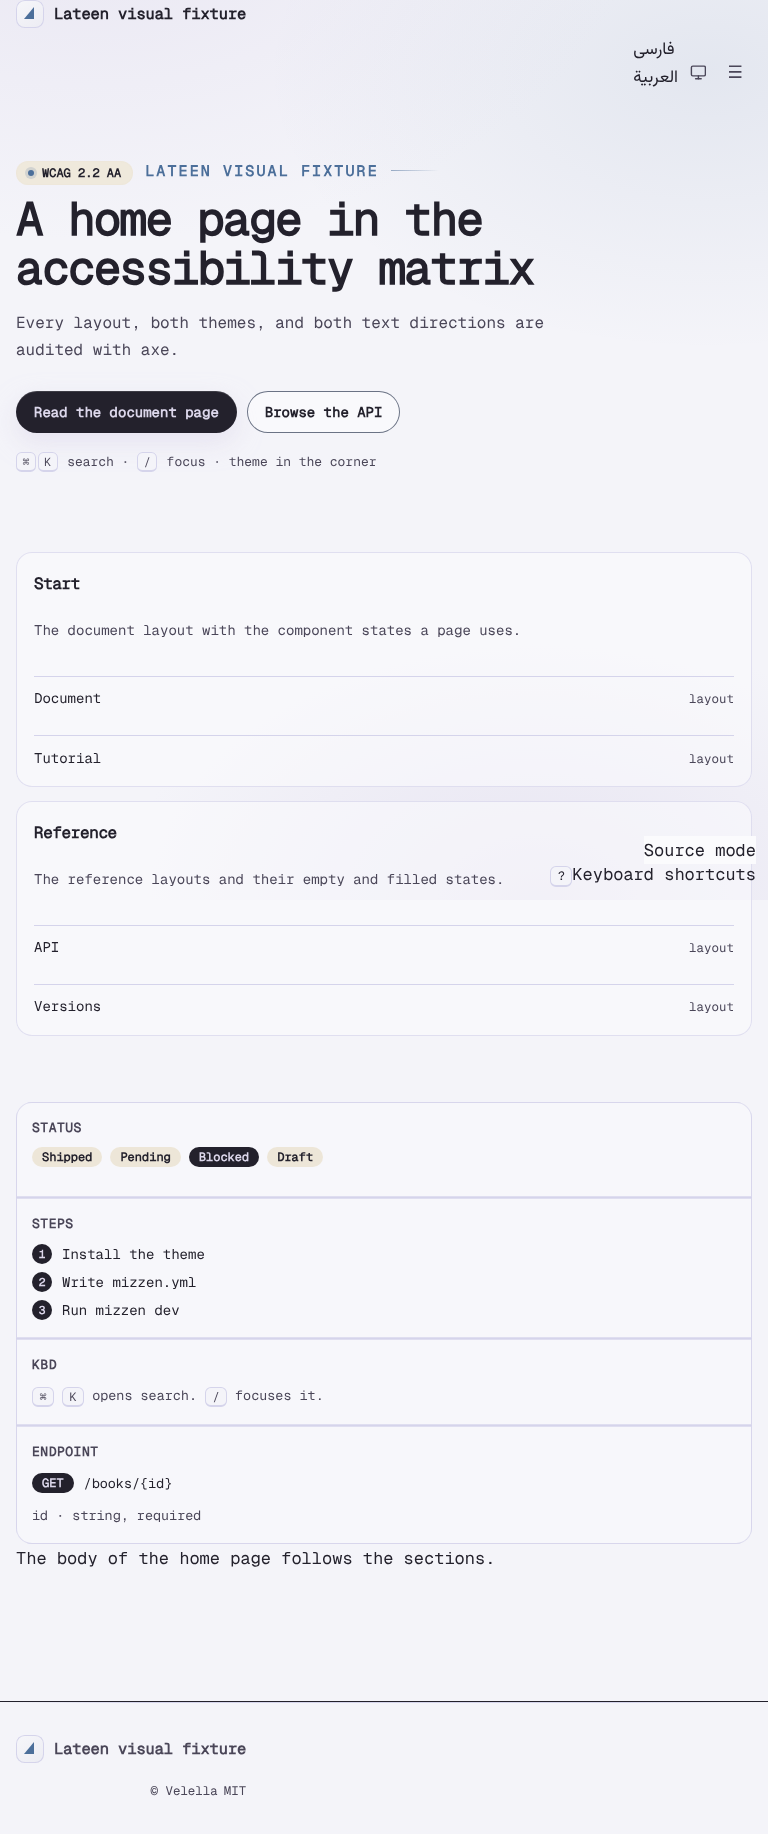 Lateen visual fixture
فارسی
العربية
WCAG 2.2 AA LATEEN VISUAL FIXTURE
A home page in the
accessibility matrix
Every layout, both themes, and both text directions are
audited with axe.
Read the document page Browse the API
⌘ K search · / focus · theme in the corner
Start
The document layout with the component states a page uses.
Document layout
Tutorial layout
Reference
Source mode
The reference layouts and their empty and filled states.
? Keyboard shortcuts
API layout
Versions layout
STATUS
Shipped Pending Blocked Draft
STEPS
1 Install the theme
2 Write mizzen.yml
3 Run mizzen dev
KBD
⌘ K opens search. / focuses it.
ENDPOINT
GET /books/{id}
id · string, required
The body of the home page follows the sections.
Lateen visual fixture
© Velella MIT